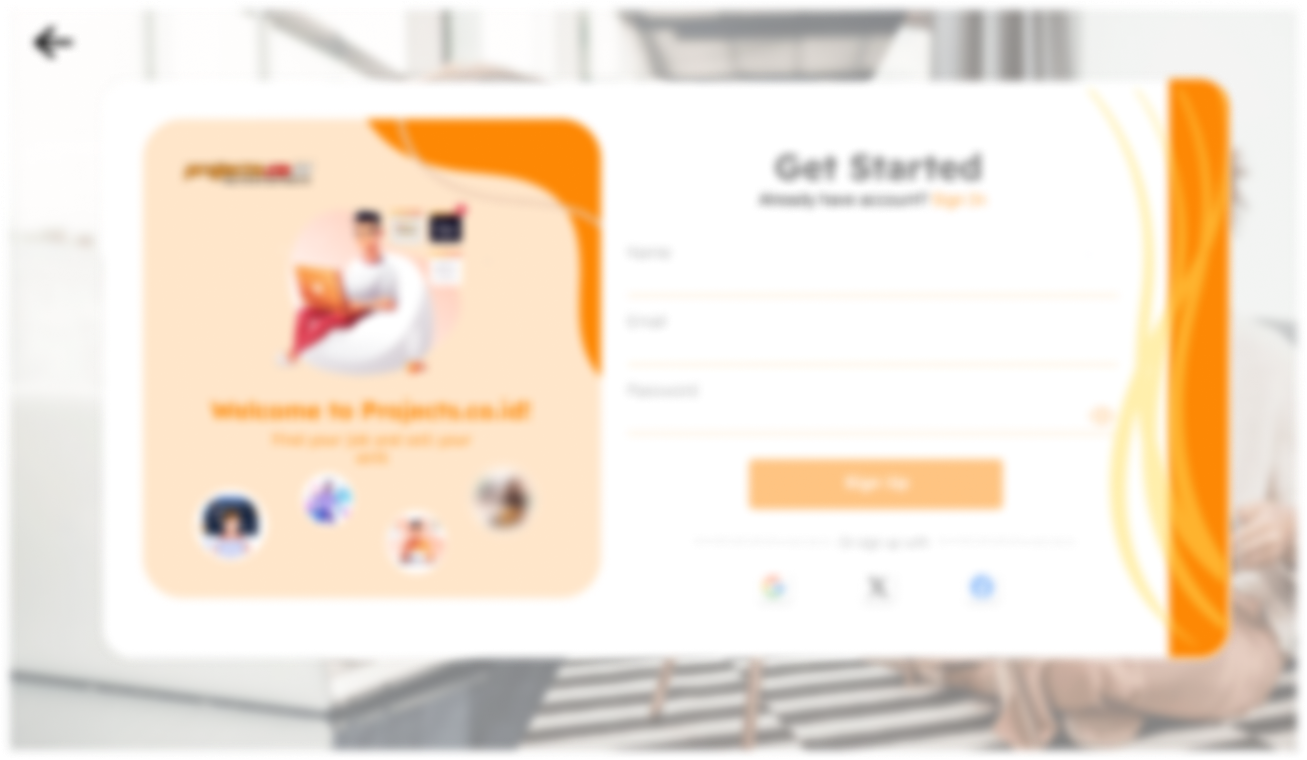 Get Started
Already have account? Sign in
Name
Email
Password
Welcome to Projects.co.id!
Find your job and sell your
Sign Up
Or sign up with